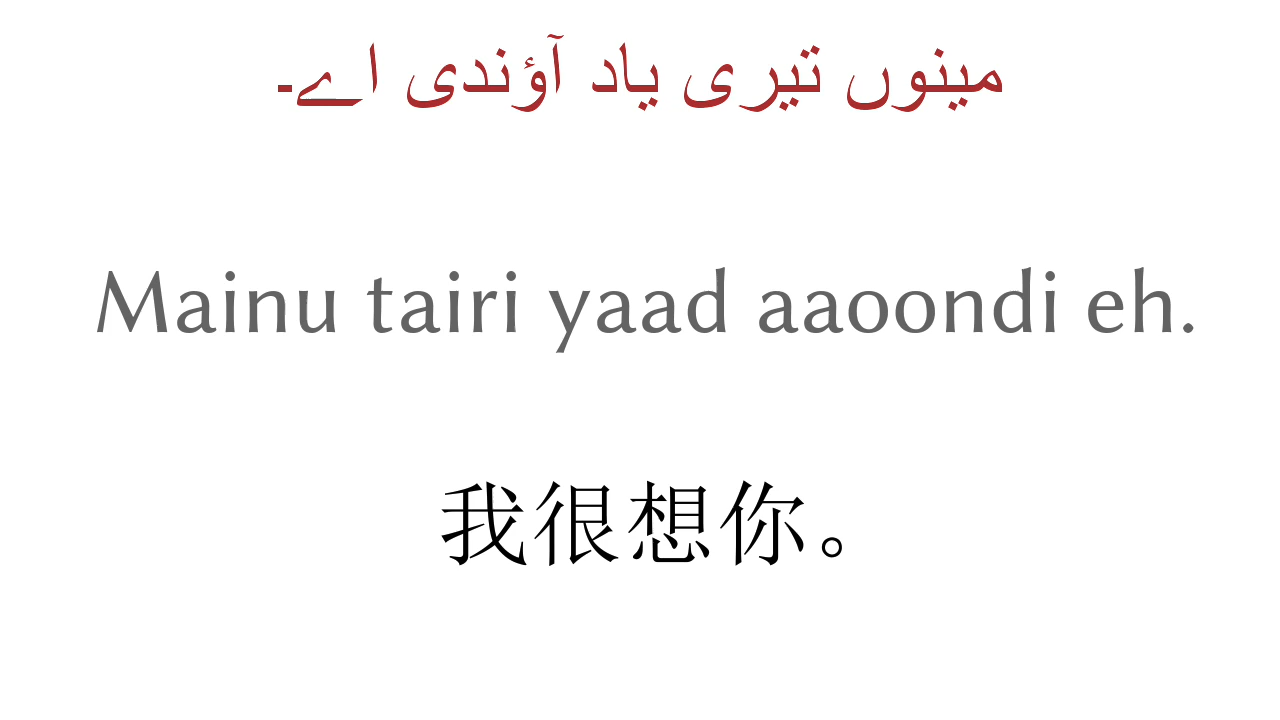 مینوں تیری یاد آؤندی اے۔
Mainu tairi yaad aaoondi eh.
我很想你。